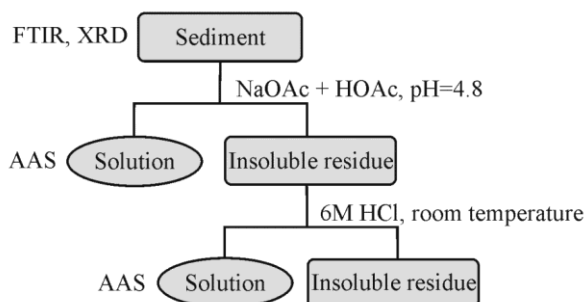 FTIR, XRD Sediment
NaOAc + HOAc, pH=4.8
AAS Solution Insoluble residue
6M HCl, room temperature
AAS Solution Insoluble residue